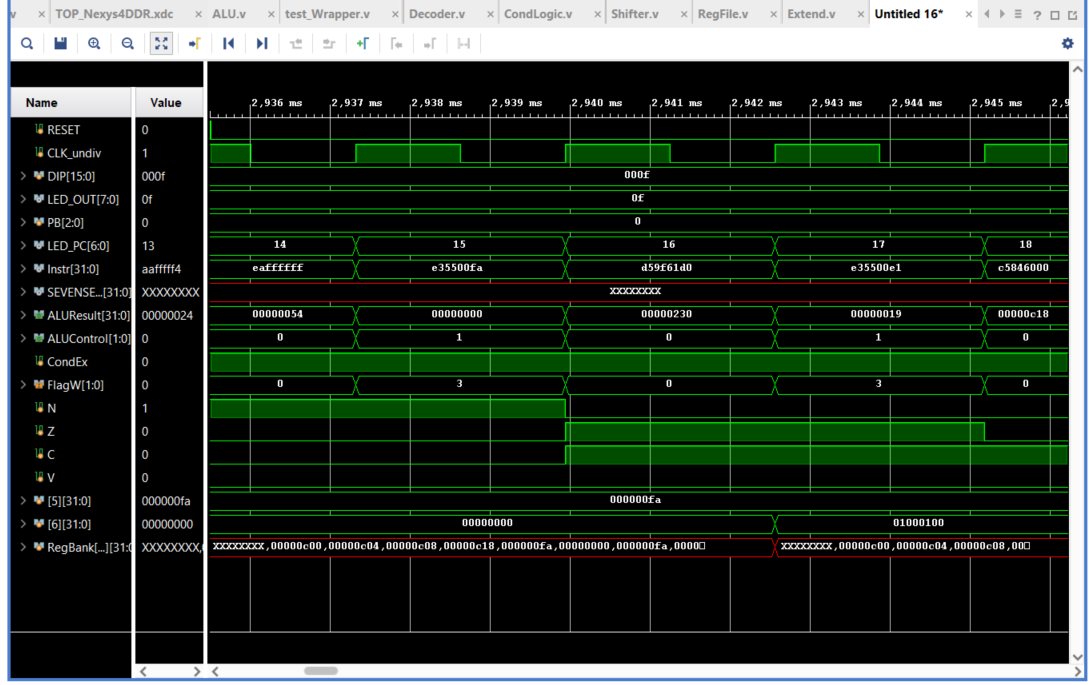 v × TOP_Nexys4DDR.xdc × ALU.v × test_Wrapper.v × Decoder.v × CondLogic.v × Shifter.v × RegFile.v × Extend.v × Untitled 16* ×
Name Value 2,936 ms 2,937 ms 2,938 ms 2,939 ms 2,940 ms 2,941 ms 2,942 ms 2,943 ms 2,944 ms 2,945 ms 2,9
RESET 0
CLK_undiv 1
DIP[15:0] 000f 000f
LED_OUT[7:0] 0f 0f
PB[2:0] 0 0
LED_PC[6:0] 13 14 15 16 17 18
Instr[31:0] aafffff4 eaffffff e35500fa d59f61d0 e35500e1 c5846000
SEVENSE...[31:0] XXXXXXXX XXXXXXXX
ALUResult[31:0] 00000024 00000054 00000000 00000230 00000019 00000c18
ALUControl[1:0] 0 0 1 0 1 0
CondEx 0
FlagW[1:0] 0 0 3 0 3 0
N 1
Z 0
C 0
V 0
[5][31:0] 000000fa 000000fa
[6][31:0] 00000000 00000000 01000100
RegBank[...][31:0 XXXXXXXX, XXXXXXXX,00000c00,00000c04,00000c08,00000c18,000000fa,00000000,000000fa,0000 XXXXXXXX,00000c00,00000c04,00000c08,00